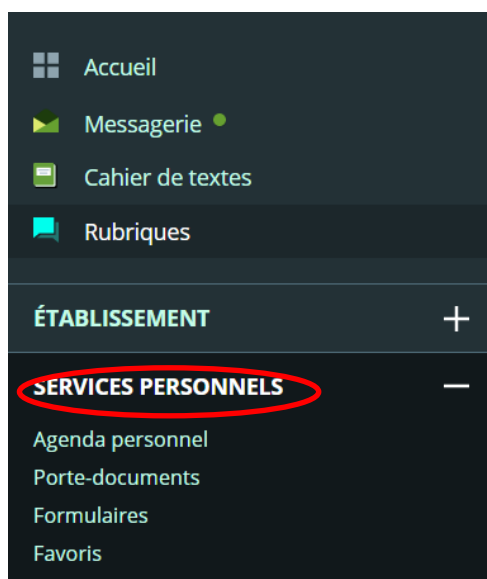 Accueil
Messagerie
Cahier de textes
Rubriques
ÉTABLISSEMENT
SERVICES PERSONNELS
Agenda personnel
Porte-documents
Formulaires
Favoris